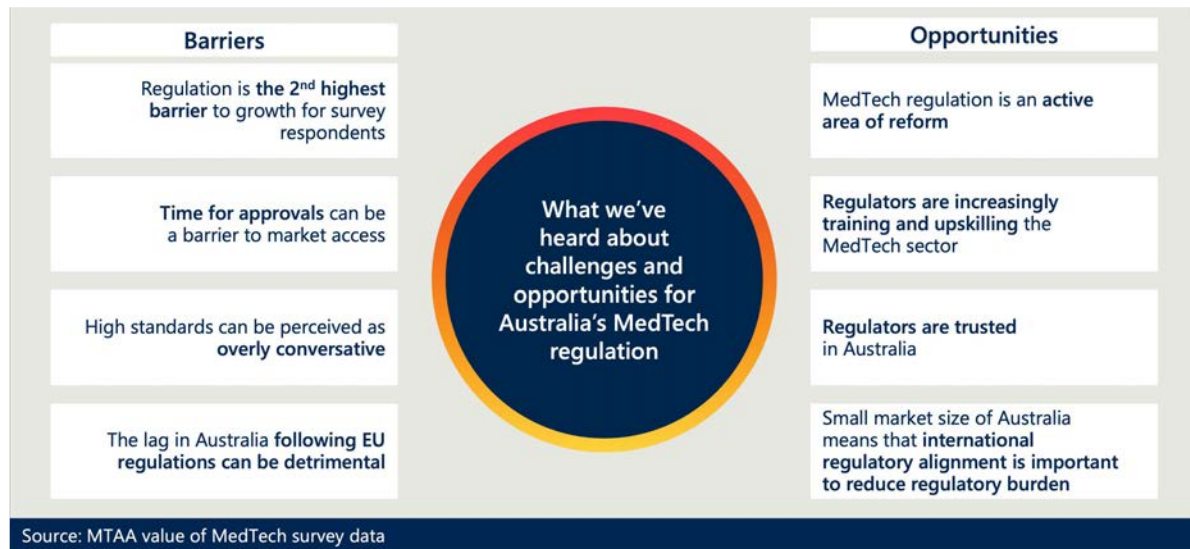 Barriers
Regulation is the 2nd highest
barrier to growth for survey
respondents
Time for approvals can be
a barrier to market access
High standards can be perceived as
overly conversative
The lag in Australia following EU
regulations can be detrimental
What we've
heard about
challenges and
opportunities for
Australia's MedTech
regulation
Opportunities
MedTech regulation is an active
area of reform
Regulators are increasingly
training and upskilling the
MedTech sector
Regulators are trusted
in Australia
Small market size of Australia
means that international
regulatory alignment is important
to reduce regulatory burden
Source: MTAA value of MedTech survey data